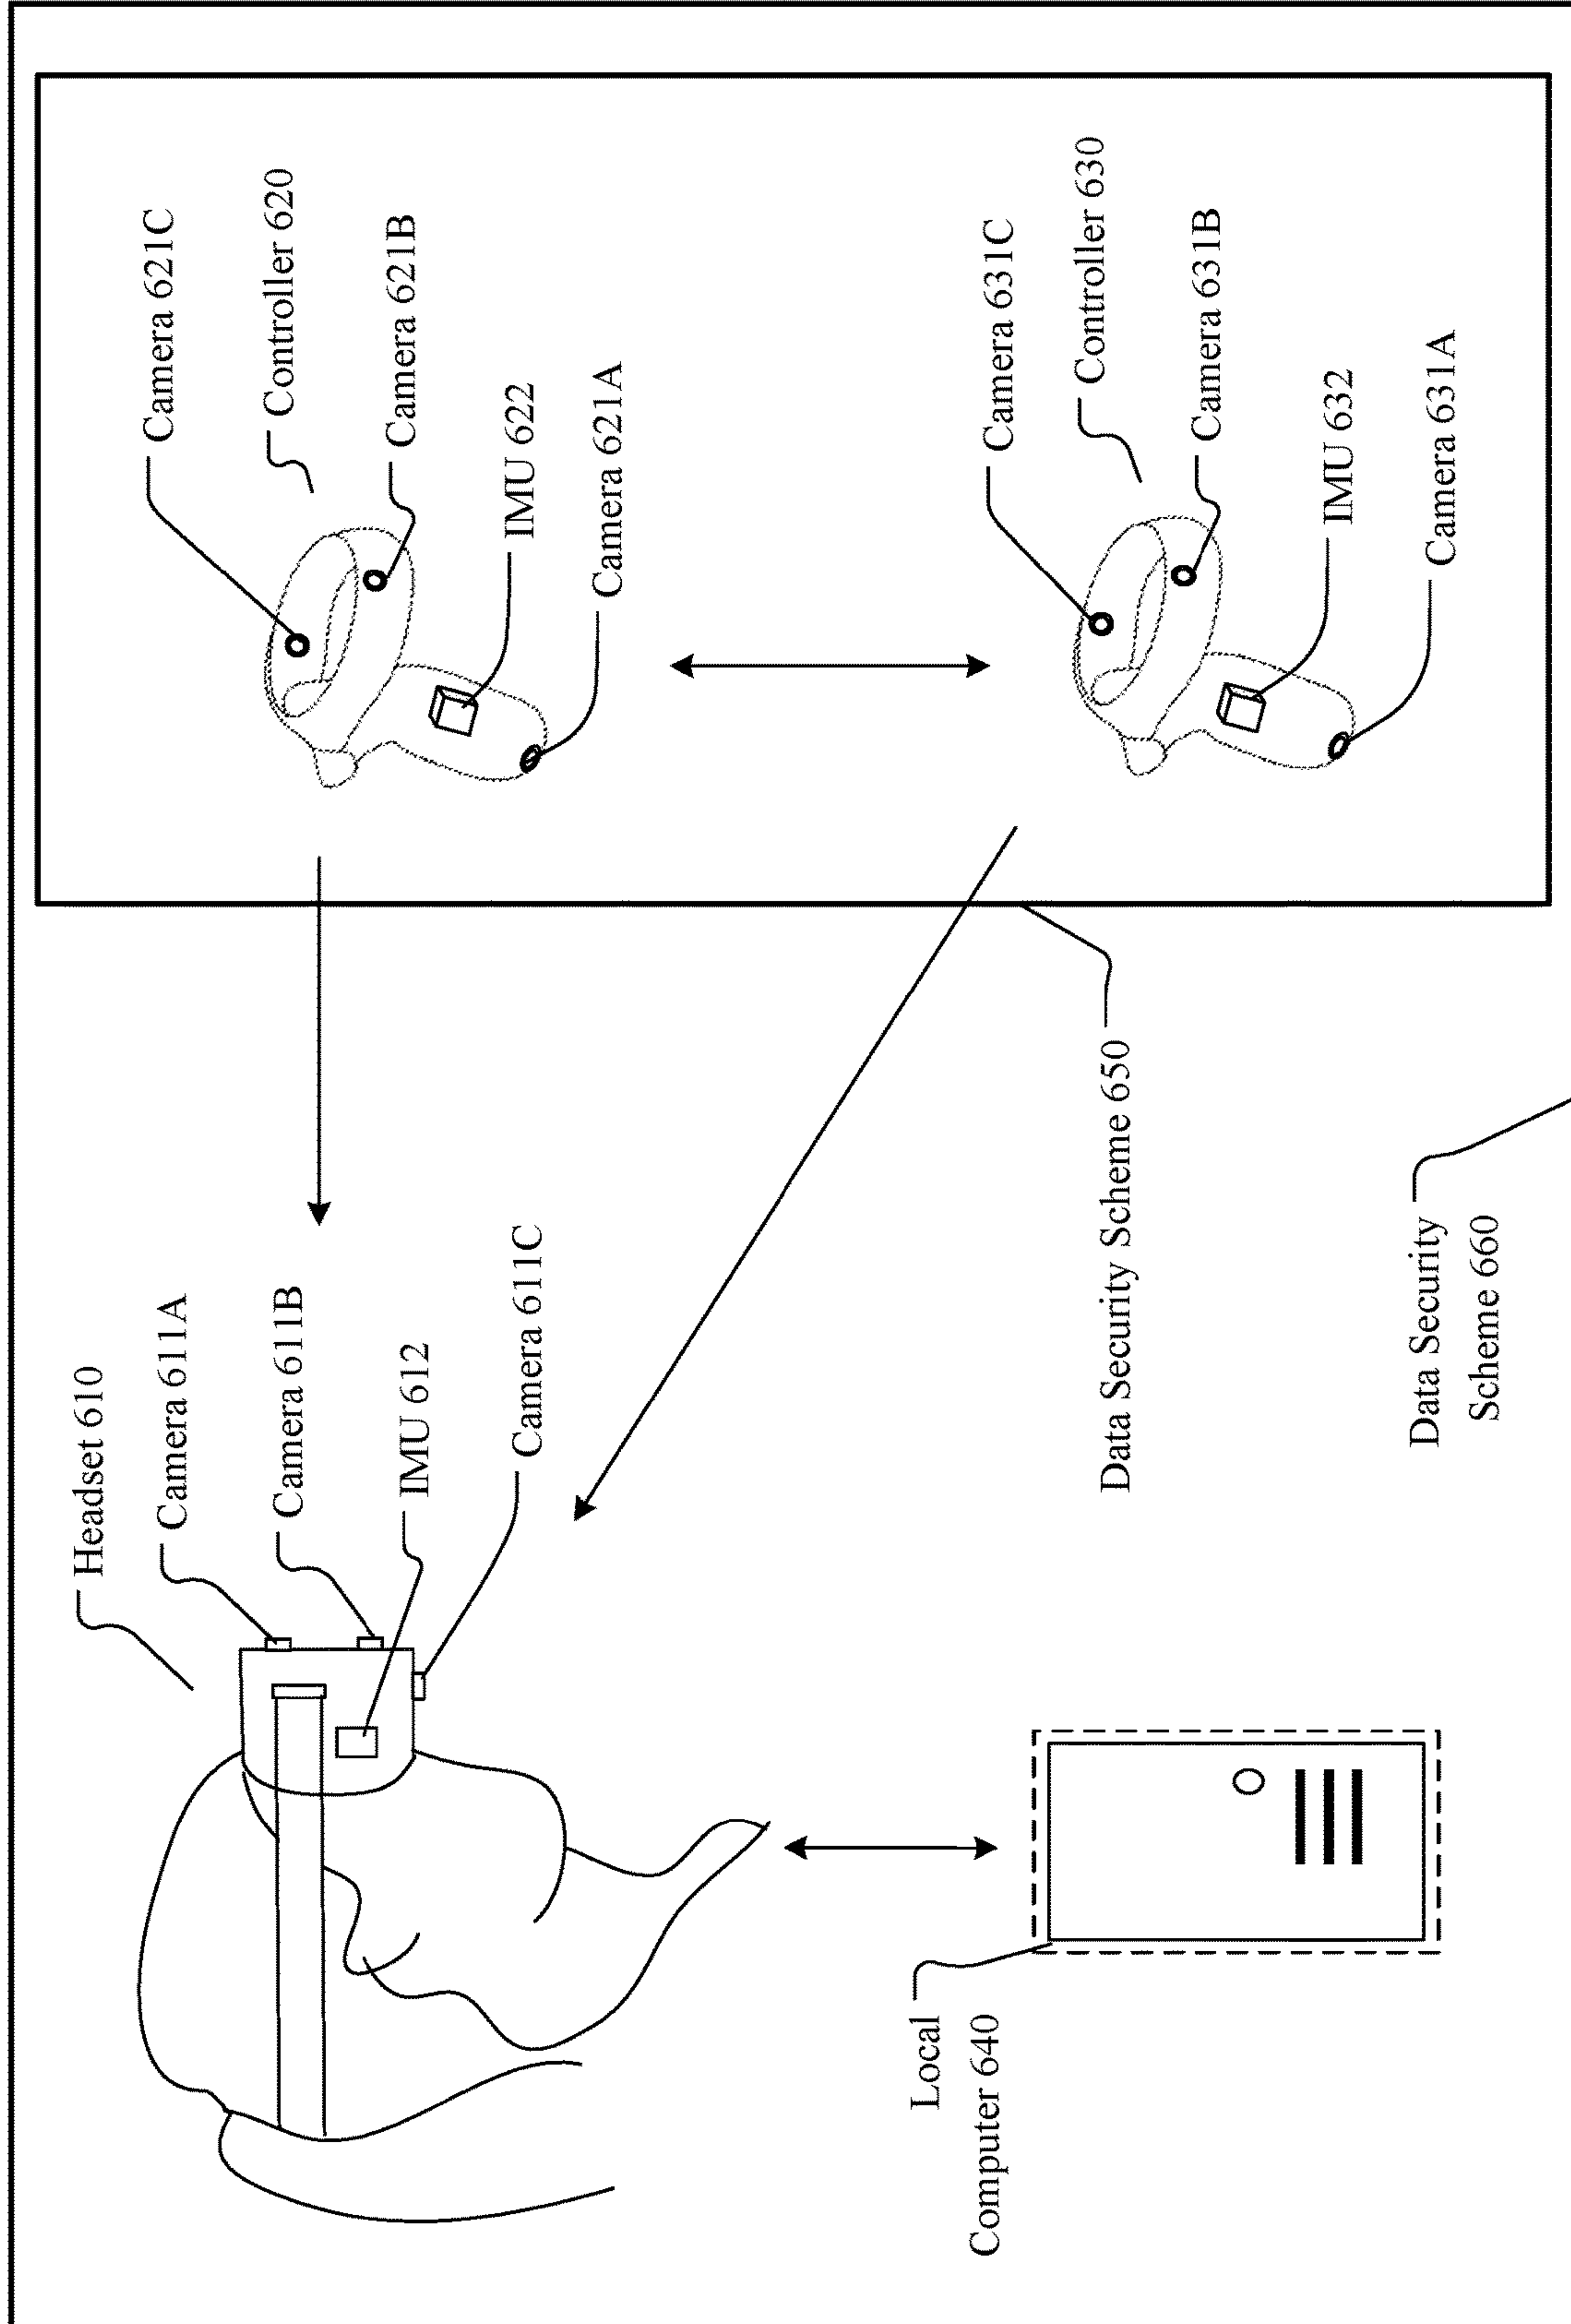 Headset 610
Camera 611A
Camera 611B
IMU 612
Camera 611C
Camera 621C
Controller 620
Camera 621B
IMU 622
Camera 621A
Local
Computer 640
Data Security Scheme 650
Data Security
Scheme 660
Camera 631C
Controller 630
Camera 631B
IMU 632
Camera 631A